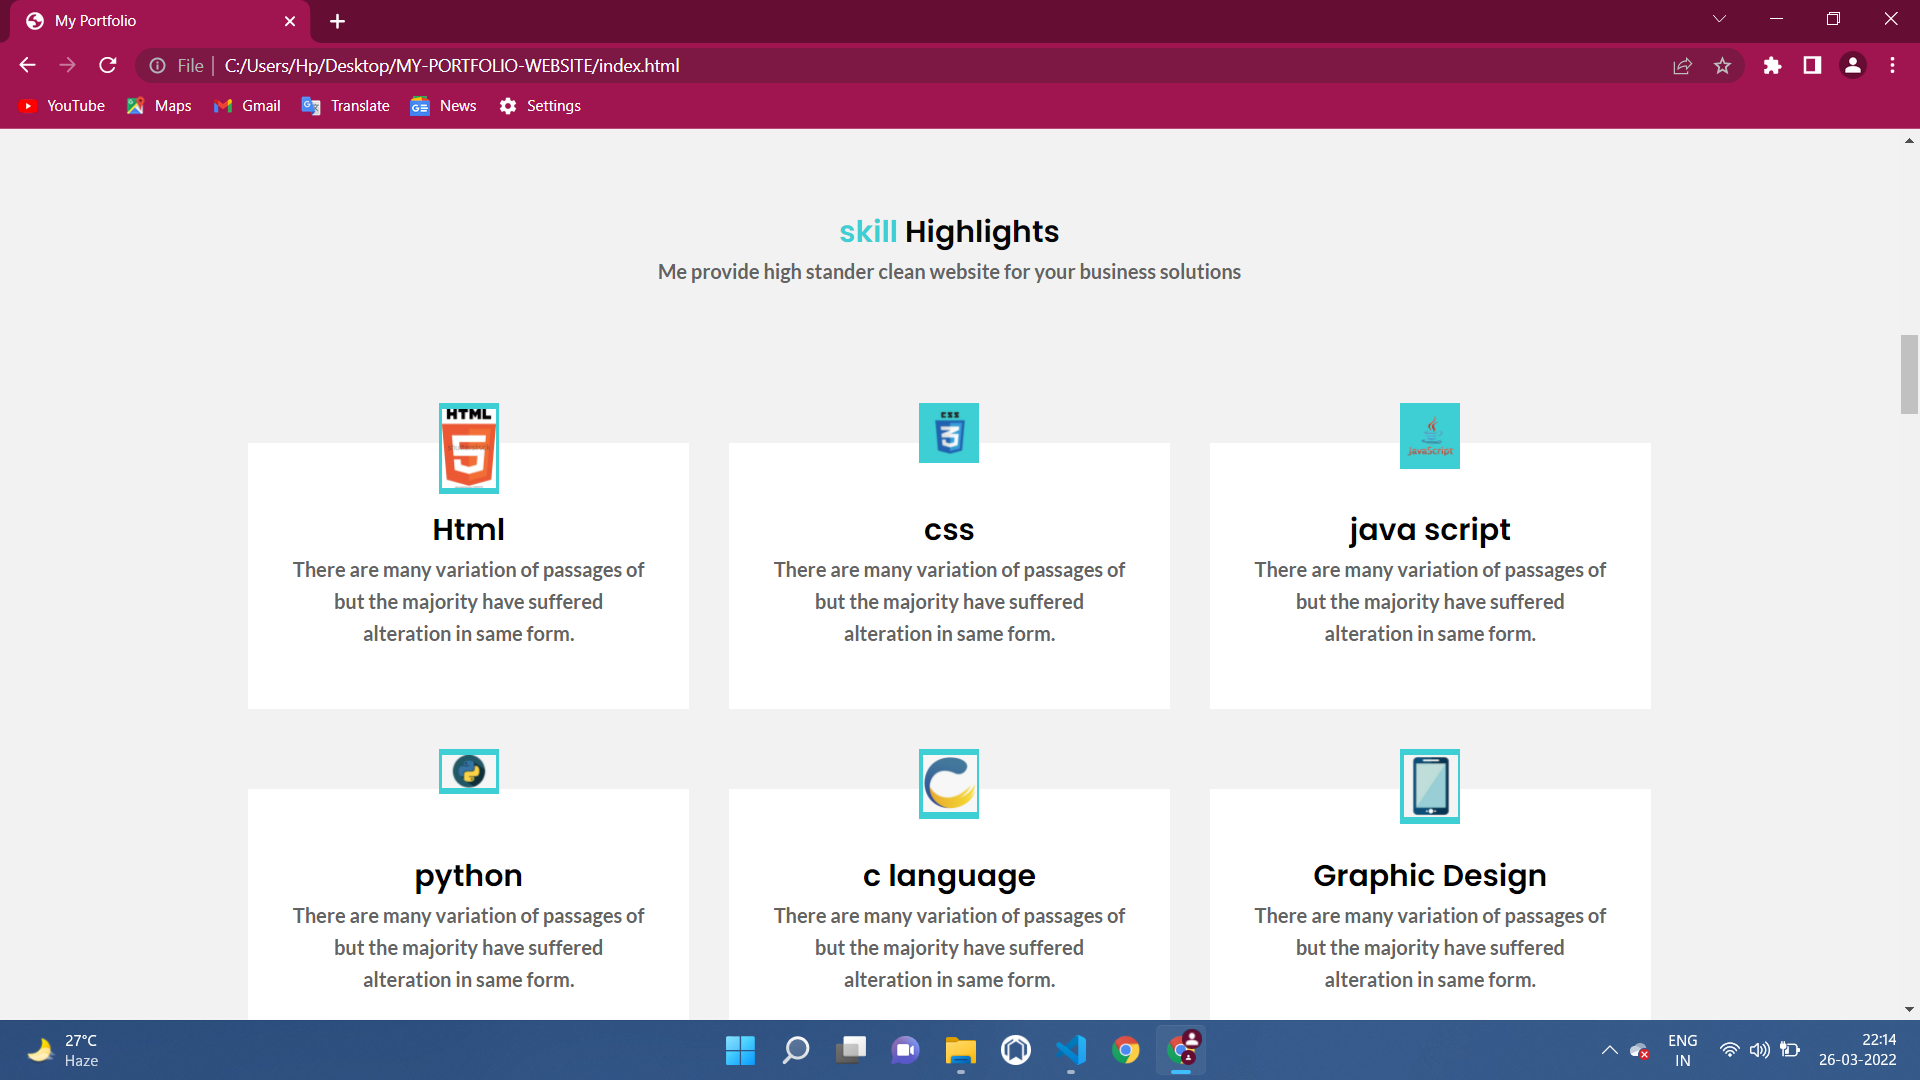 My Portfolio
File | C:/Users/Hp/Desktop/MY-PORTFOLIO-WEBSITE/index.html
YouTube Maps Gmail Translate News Settings
skill Highlights
Me provide high stander clean website for your business solutions
HTML
5
CSS
3
javaScript
Html
css
java script
There are many variation of passages of
but the majority have suffered
alteration in same form.
There are many variation of passages of
but the majority have suffered
alteration in same form.
There are many variation of passages of
but the majority have suffered
alteration in same form.
python
c language
Graphic Design
There are many variation of passages of
but the majority have suffered
alteration in same form.
There are many variation of passages of
but the majority have suffered
alteration in same form.
There are many variation of passages of
but the majority have suffered
alteration in same form.
27°C
Haze
ENG
IN
22:14
26-03-2022